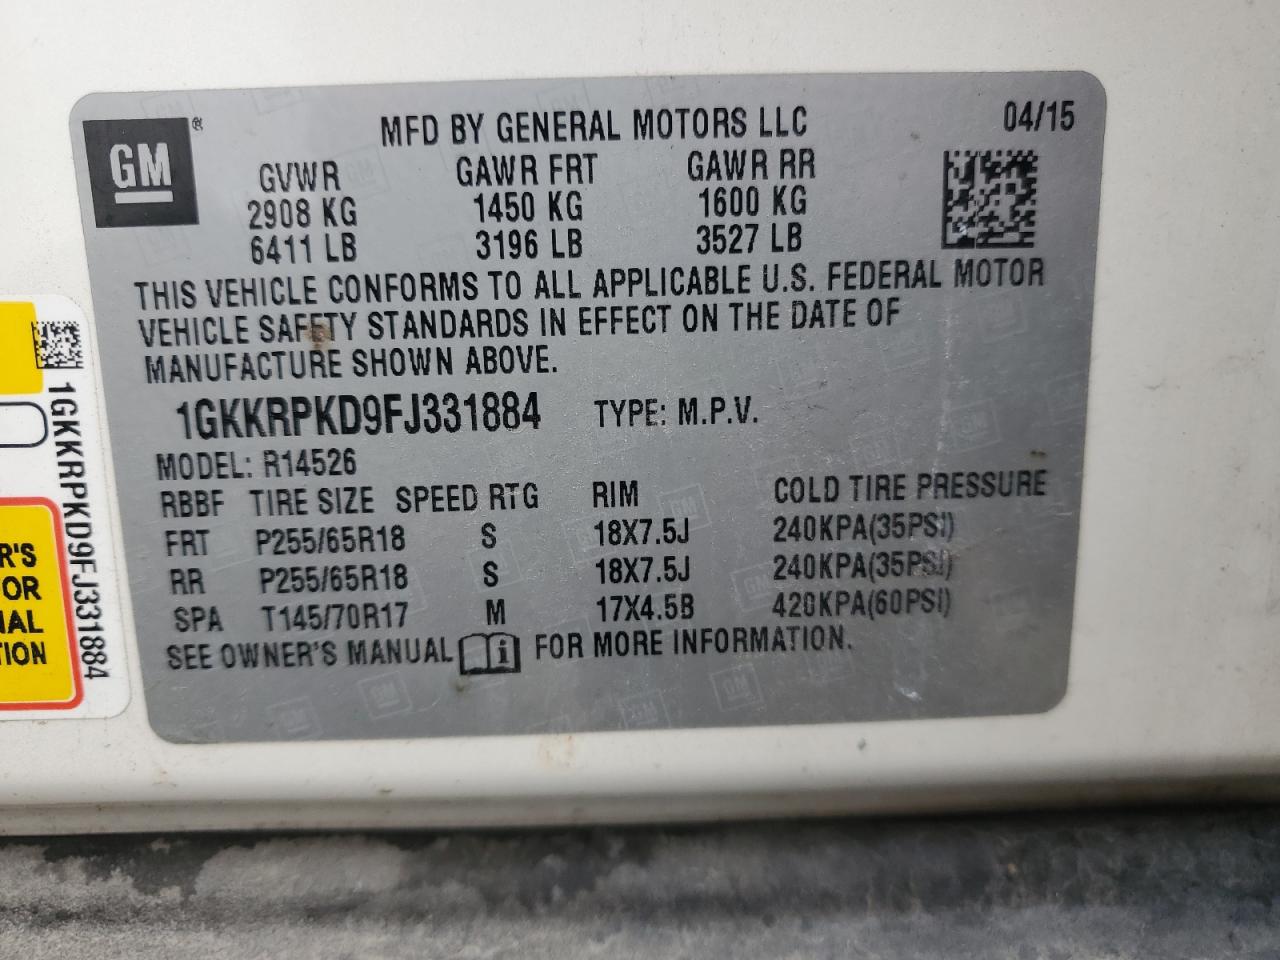 GM ®
MFD BY GENERAL MOTORS LLC 04/15
GVWR GAWR FRT GAWR RR
2908 KG 1450 KG 1600 KG
6411 LB 3196 LB 3527 LB
THIS VEHICLE CONFORMS TO ALL APPLICABLE U.S. FEDERAL MOTOR
VEHICLE SAFETY STANDARDS IN EFFECT ON THE DATE OF
MANUFACTURE SHOWN ABOVE.
1GKKRPKD9FJ331884 TYPE: M.P.V.
MODEL: R14526
RBBF TIRE SIZE SPEED RTG RIM COLD TIRE PRESSURE
FRT P255/65R18 S 18X7.5J 240KPA(35PSI)
RR P255/65R18 S 18X7.5J 240KPA(35PSI)
SPA T145/70R17 M 17X4.5B 420KPA(60PSI)
SEE OWNER'S MANUAL i FOR MORE INFORMATION.
1GKKRPKD9FJ331884
R'S
OR
NAL
TION